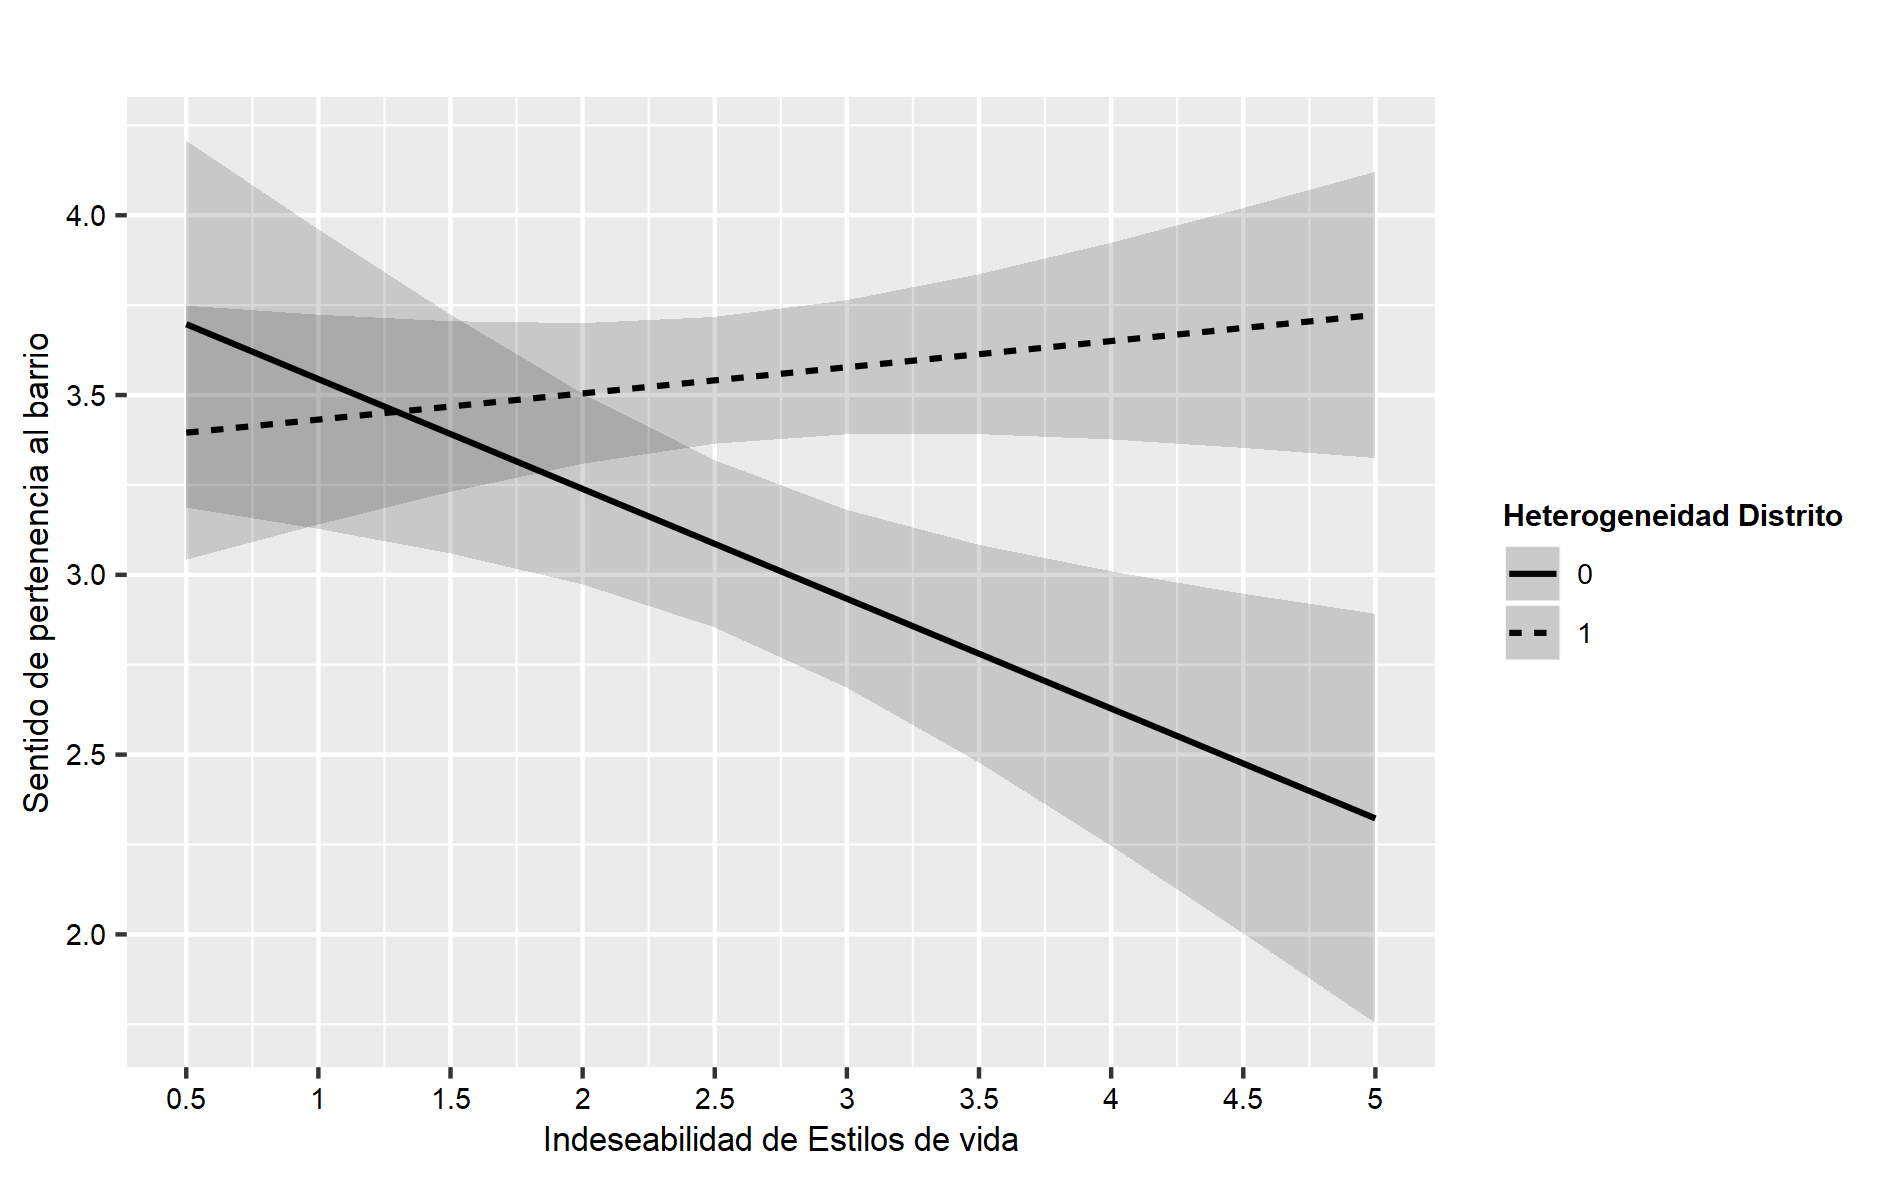 Sentido de pertenencia al barrio
4.0
3.5
3.0
2.5
2.0
0.5 1 1.5 2 2.5 3 3.5 4 4.5 5
Indeseabilidad de Estilos de vida
Heterogeneidad Distrito
0
1